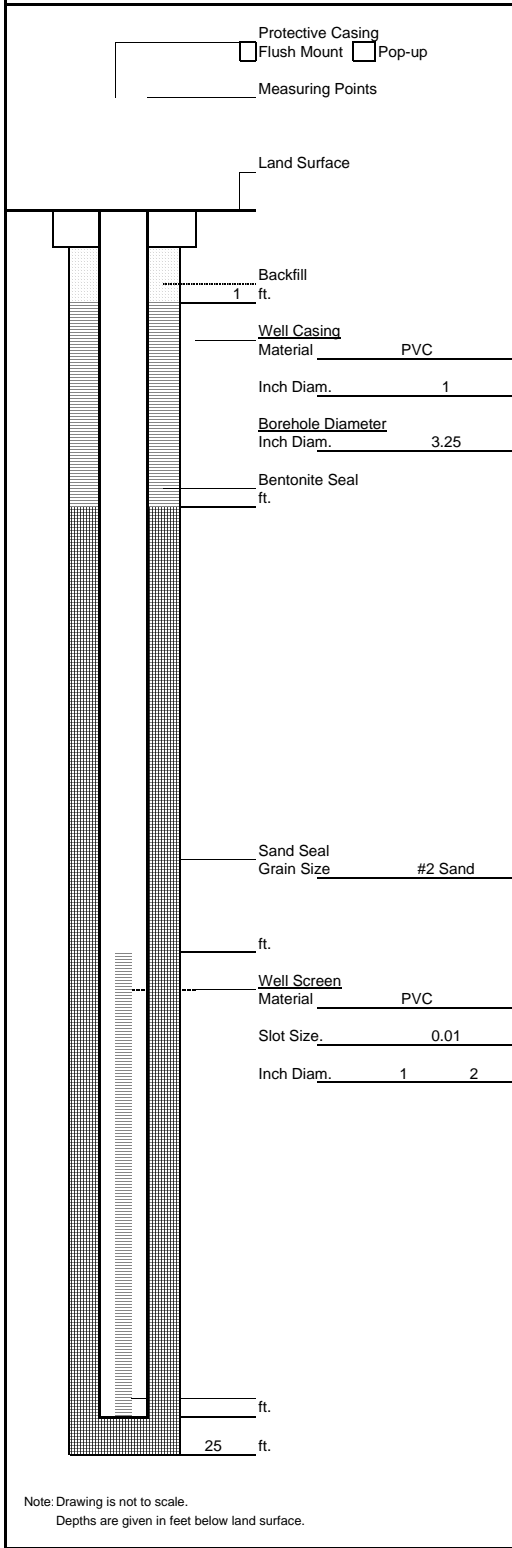 Protective Casing
Flush Mount Pop-up
Measuring Points
Land Surface
Backfill
1 ft.
Well Casing
Material PVC
Inch Diam. 1
Borehole Diameter
Inch Diam. 3.25
Bentonite Seal
ft.
Sand Seal
Grain Size #2 Sand
ft.
Well Screen
Material PVC
Slot Size. 0.01
Inch Diam. 1 2
ft.
25 ft.
Note: Drawing is not to scale.
Depths are given in feet below land surface.